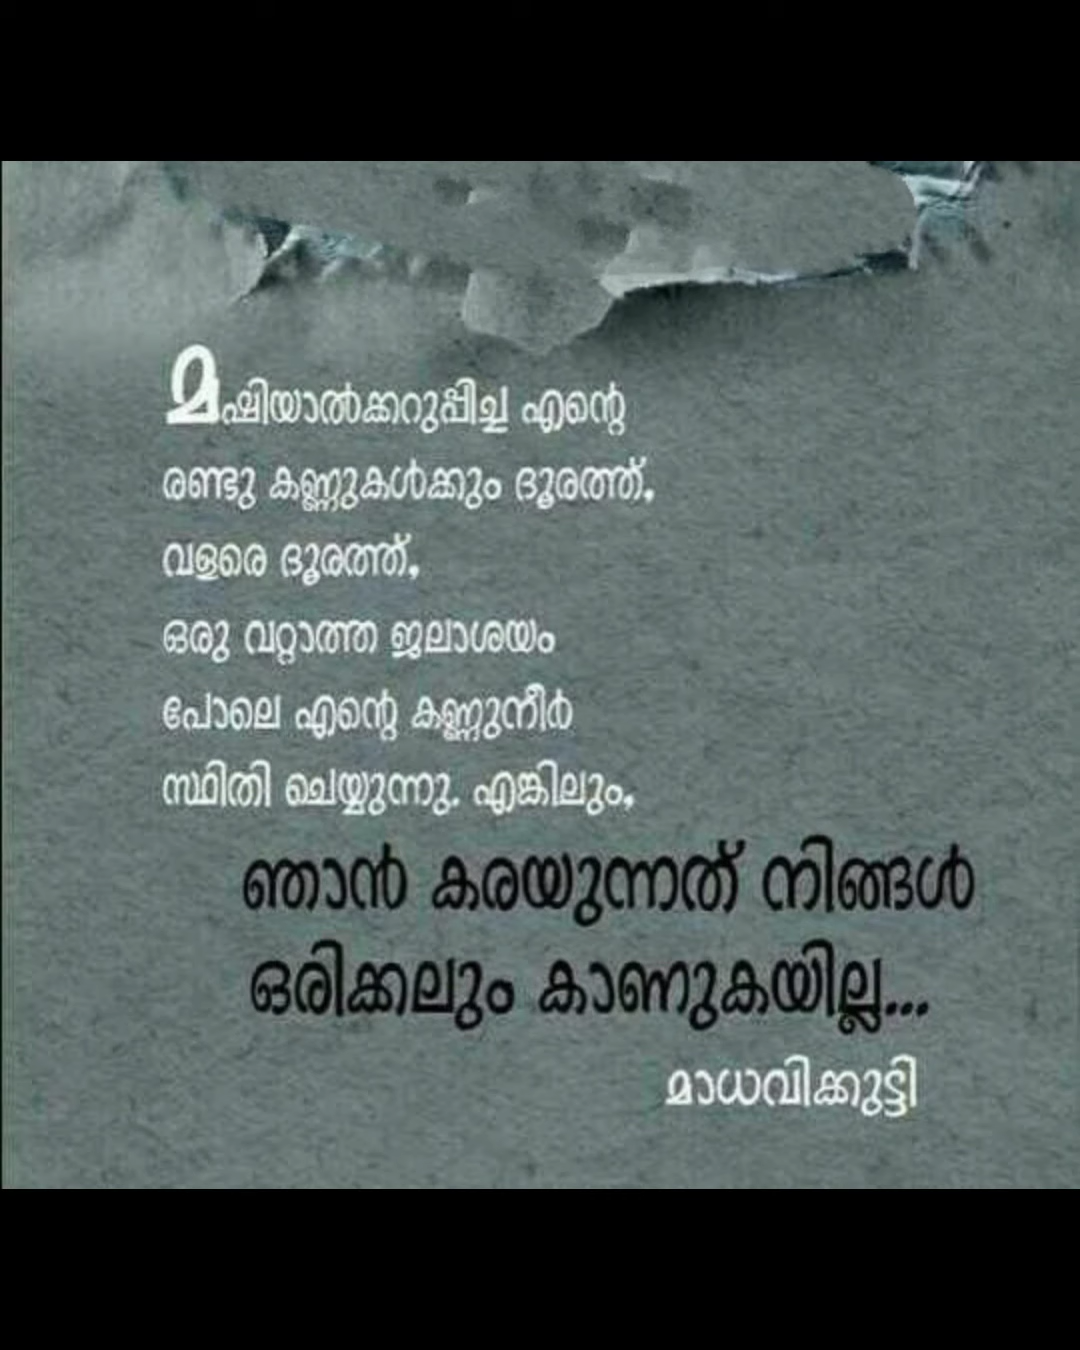 മഷിയാൽക്കറുപ്പിച്ച എന്റെ
രണ്ടു കണ്ണുകൾക്കും ദൂരത്ത്,
വളരെ ദൂരത്ത്,
ഒരു വറ്റാത്ത ജലാശയം
പോലെ എന്റെ കണ്ണുനീർ
സ്ഥിതി ചെയ്യുന്നു. എങ്കിലും,
ഞാൻ കരയുന്നത് നിങ്ങൾ
ഒരിക്കലും കാണുകയില്ല...
മാധവിക്കുട്ടി